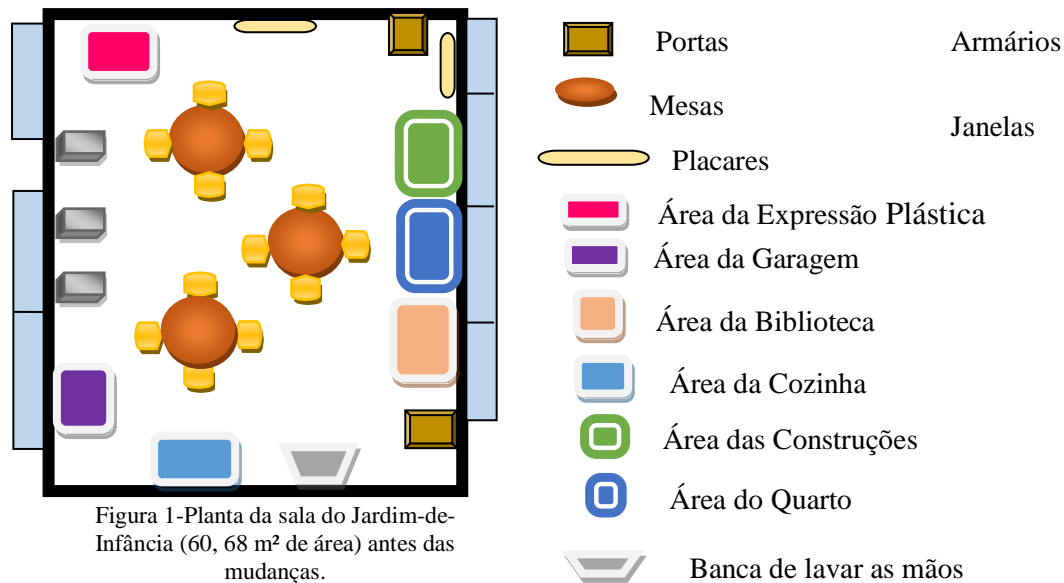 Portas
Armários
Mesas
Janelas
Placares
Área da Expressão Plástica
Área da Garagem
Área da Biblioteca
Área da Cozinha
Área das Construções
Área do Quarto
Banca de lavar as mãos
Figura 1-Planta da sala do Jardim-de-
Infância (60, 68 m² de área) antes das
mudanças.